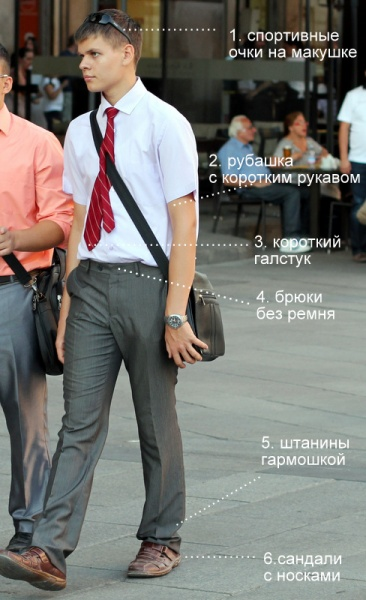 1. спортивные
очки на макушке
2. рубашка
с коротким рукавом
3. короткий
галстук
4. брюки
без ремня
5. штанины
гармошкой
6.сандали
с носками